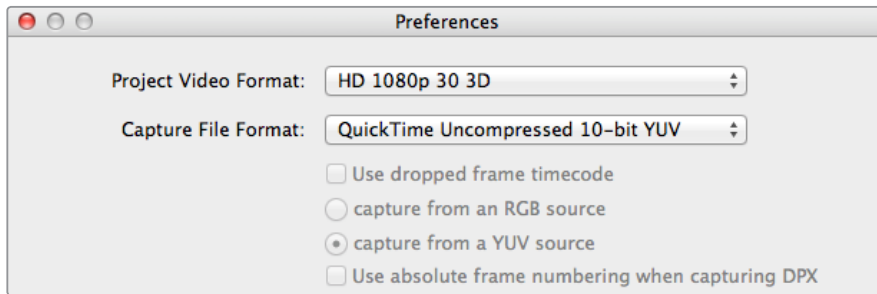 Preferences
Project Video Format: HD 1080p 30 3D
Capture File Format: QuickTime Uncompressed 10-bit YUV
Use dropped frame timecode
capture from an RGB source
capture from a YUV source
Use absolute frame numbering when capturing DPX